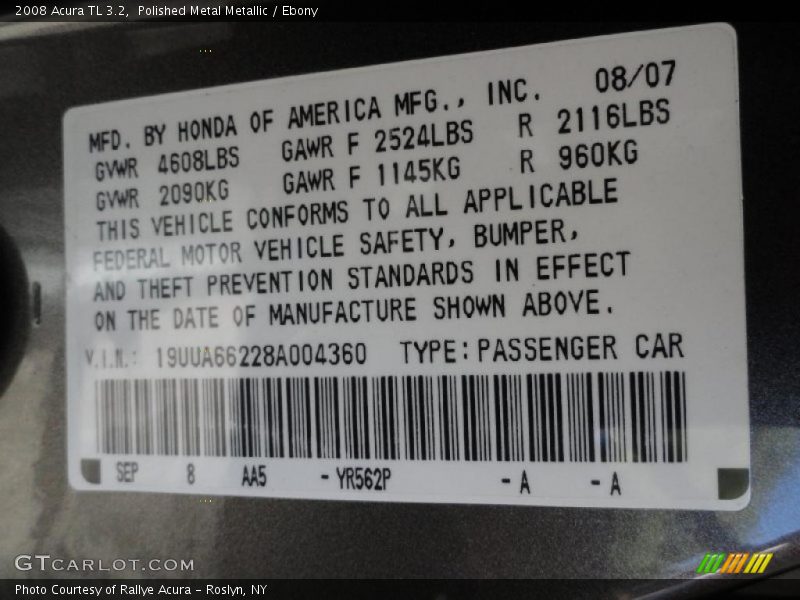 2008 Acura TL 3.2,  Polished Metal Metallic / Ebony
MFD. BY HONDA OF AMERICA MFG., INC. 08/07
GVWR 4608LBS GAWR F 2524LBS R 2116LBS
GVWR 2090KG GAWR F 1145KG R 960KG
THIS VEHICLE CONFORMS TO ALL APPLICABLE
FEDERAL MOTOR VEHICLE SAFETY, BUMPER,
AND THEFT PREVENTION STANDARDS IN EFFECT
ON THE DATE OF MANUFACTURE SHOWN ABOVE.
V.I.N.: 19UUA66228A004360 TYPE: PASSENGER CAR
SEP 8 AA5 - YR562P - A - A
GTCARLOT.COM
Photo Courtesy of Rallye Acura – Roslyn, NY